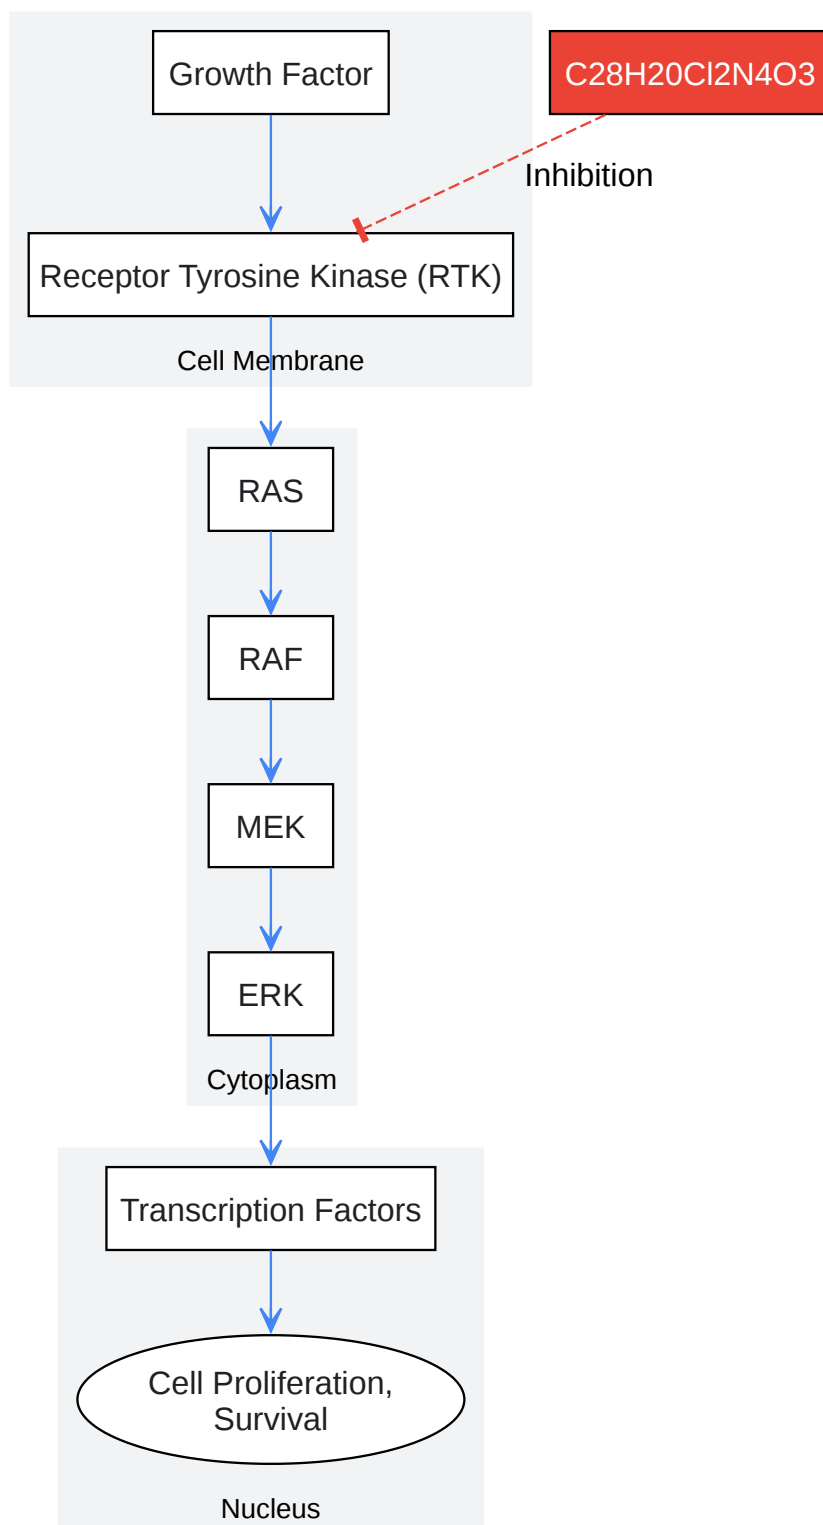 Growth Factor
C28H20Cl2N4O3
Inhibition
Receptor Tyrosine Kinase (RTK)
Cell Membrane
RAS
RAF
MEK
ERK
Cytoplasm
Transcription Factors
Cell Proliferation,
Survival
Nucleus